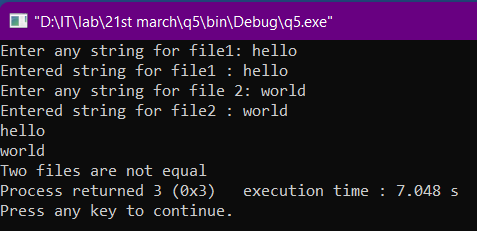 "D:\IT\lab\21st march\q5\bin\Debug\q5.exe"
Enter any string for file1: hello
Entered string for file1 : hello
Enter any string for file 2: world
Entered string for file2 : world
hello
world
Two files are not equal
Process returned 3 (0x3)   execution time : 7.048 s
Press any key to continue.